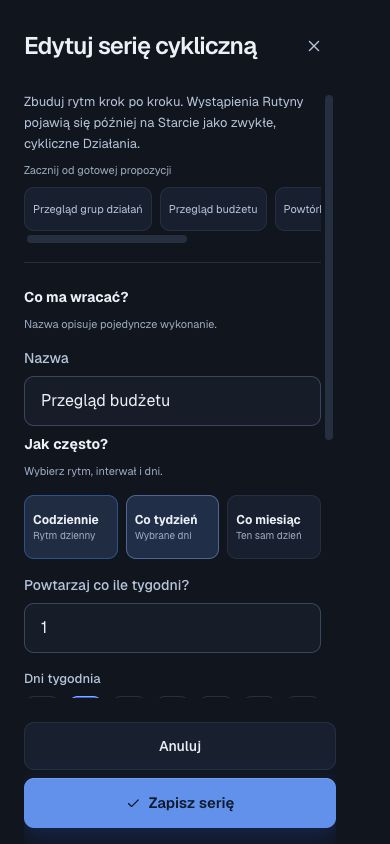 Edytuj serię cykliczną
Zbuduj rytm krok po kroku. Wystąpienia Rutyny
pojawią się później na Starcie jako zwykłe,
cykliczne Działania.
Zacznij od gotowej propozycji
Przegląd grup działań
Przegląd budżetu
Co ma wracać?
Nazwa opisuje pojedyncze wykonanie.
Nazwa
Przegląd budżetu
Jak często?
Wybierz rytm, interwał i dni.
Codziennie
Rytm dzienny
Co tydzień
Wybrane dni
Co miesiąc
Ten sam dzień
Powtarzaj co ile tygodni?
1
Dni tygodnia
Anuluj
Zapisz serię